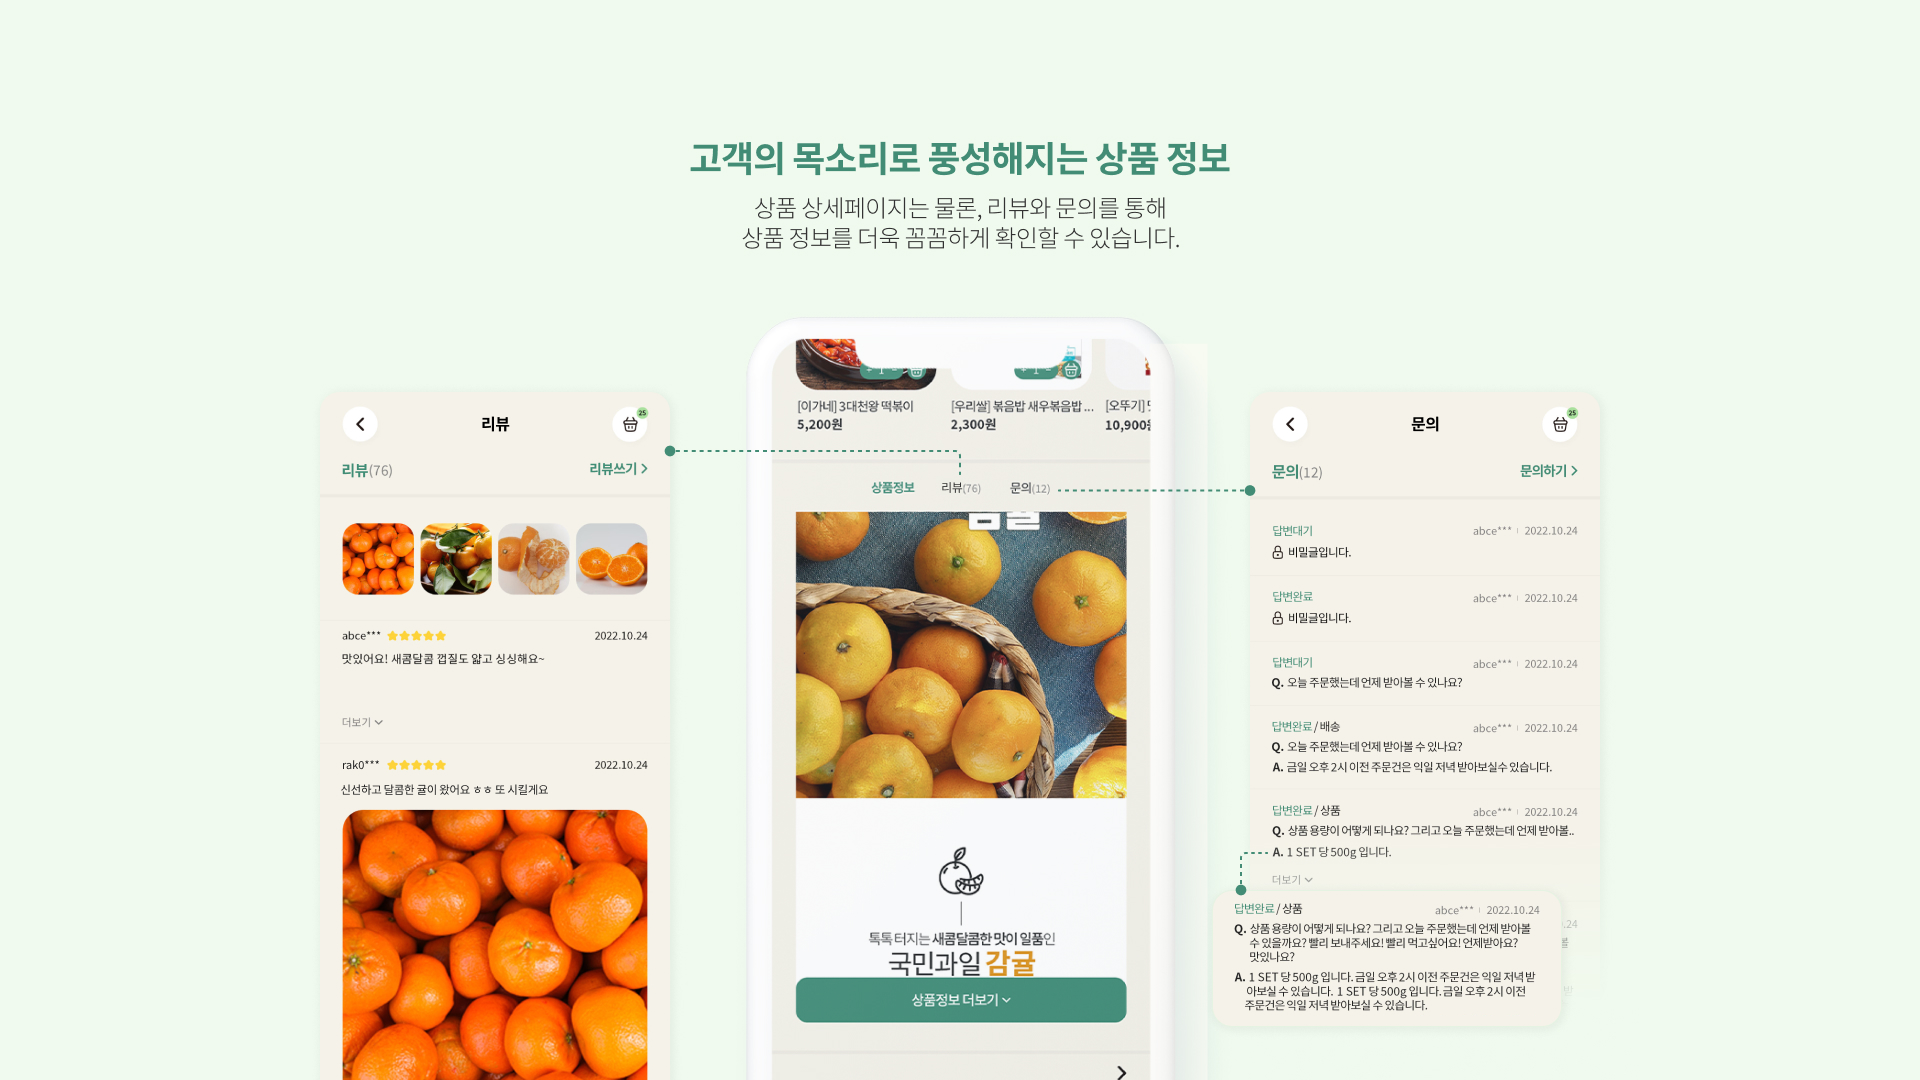 고객의 목소리로 풍성해지는 상품 정보
상품 상세페이지는 물론, 리뷰와 문의를 통해
상품 정보를 더욱 꼼꼼하게 확인할 수 있습니다.
리뷰
25
리뷰(76)
리뷰쓰기
abce***
2022.10.24
맛있어요! 새콤달콤 껍질도 얇고 싱싱해요~
더보기
rak0***
2022.10.24
신선하고 달콤한 귤이 왔어요 ㅎㅎ 또 시킬게요
[이가네] 3대천왕 떡볶이
5,200원
[우리쌀] 볶음밥 새우볶음밥 ...
2,300원
[오뚜기]
10,900원
상품정보
리뷰(76)
문의(12)
톡톡 터지는 새콤달콤한 맛이 일품인
국민과일 감귤
상품정보 더보기
문의
25
문의(12)
문의하기
답변대기
abce*** | 2022.10.24
비밀글입니다.
답변완료
abce*** | 2022.10.24
비밀글입니다.
답변대기
abce*** | 2022.10.24
Q. 오늘 주문했는데 언제 받아볼 수 있나요?
답변완료 / 배송
abce*** | 2022.10.24
Q. 오늘 주문했는데 언제 받아볼 수 있나요?
A. 금일 오후 2시 이전 주문건은 익일 저녁 받아보실수 있습니다.
답변완료 / 상품
abce*** | 2022.10.24
Q. 상품 용량이 어떻게 되나요? 그리고 오늘 주문했는데 언제 받아볼..
A. 1 SET 당 500g 입니다.
더보기
답변완료 / 상품
abce*** | 2022.10.24
Q. 상품 용량이 어떻게 되나요? 그리고 오늘 주문했는데 언제 받아볼
수 있을까요? 빨리 보내주세요! 빨리 먹고싶어요! 언제받아요?
맛있나요?
A. 1 SET 당 500g 입니다. 금일 오후 2시 이전 주문건은 익일 저녁 받
아보실 수 있습니다. 1 SET 당 500g 입니다. 금일 오후 2시 이전
주문건은 익일 저녁 받아보실 수 있습니다.